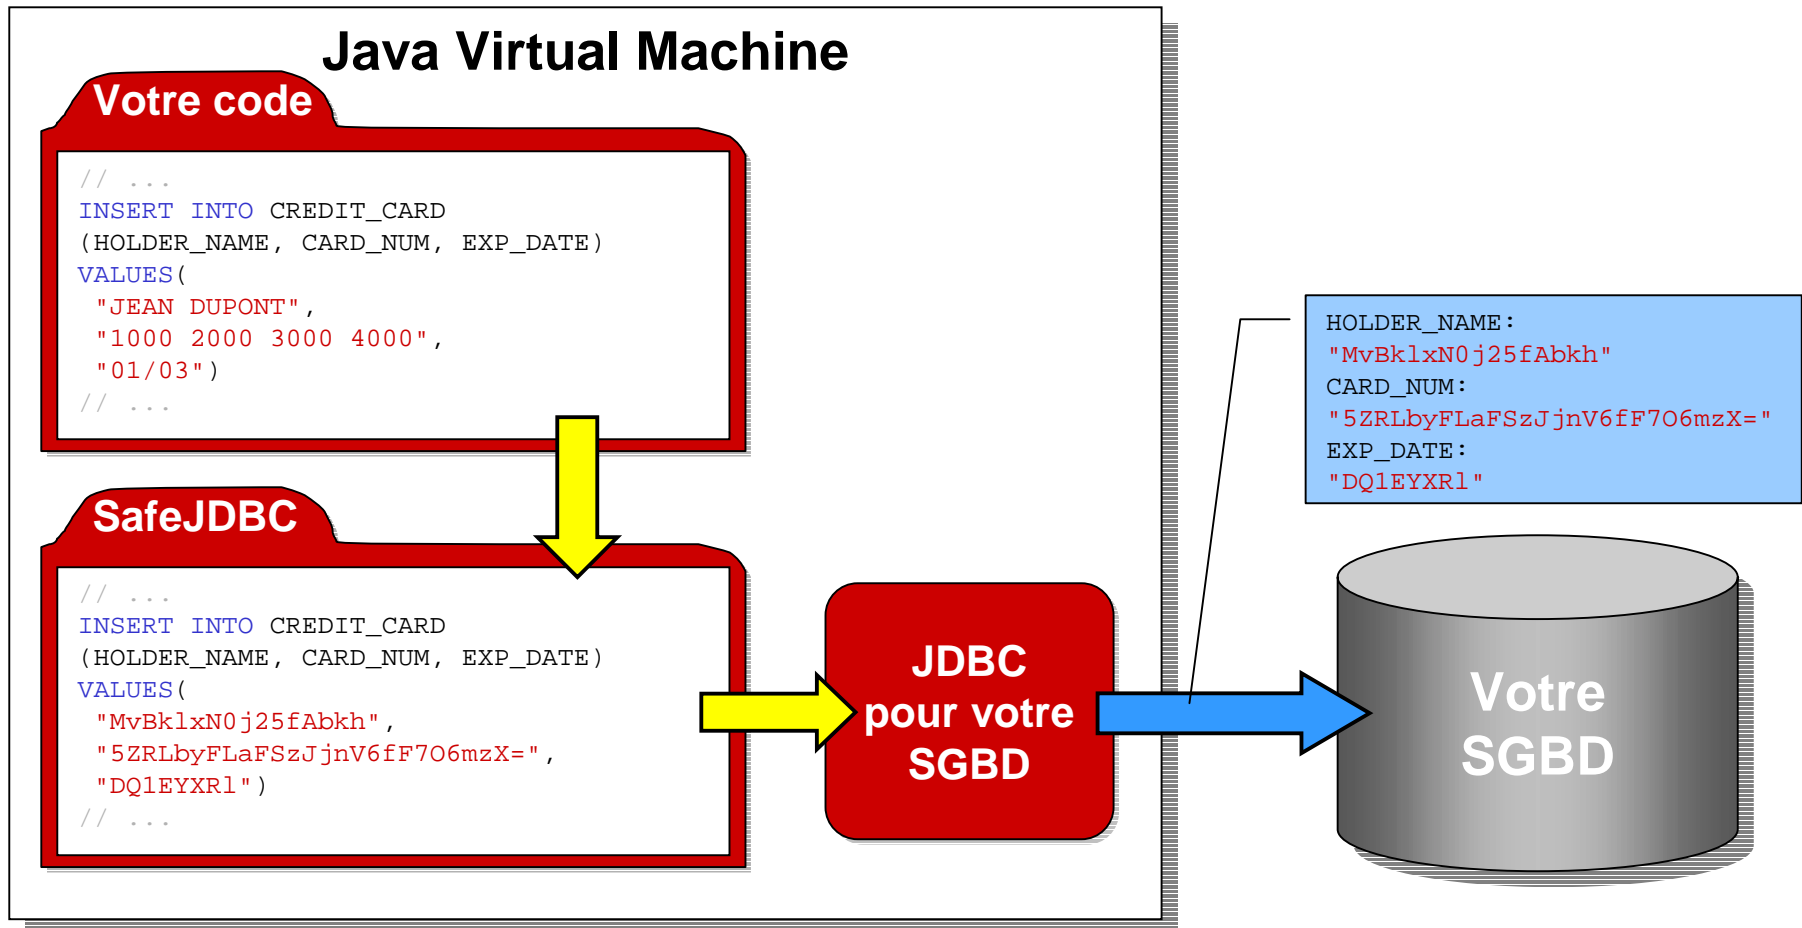 Java Virtual Machine
Votre code
// ...
INSERT INTO CREDIT_CARD
(HOLDER_NAME, CARD_NUM, EXP_DATE)
VALUES(
"JEAN DUPONT",
"1000 2000 3000 4000",
"01/03")
// ...
SafeJDBC
// ...
INSERT INTO CREDIT_CARD
(HOLDER_NAME, CARD_NUM, EXP_DATE)
VALUES(
"MvBklxN0j25fAbkh",
"5ZRLbyFLaFSzJjnV6fF7O6mzX=",
"DQ1EYXRl")
// ...
JDBC
pour votre
SGBD
HOLDER_NAME:
"MvBklxN0j25fAbkh"
CARD_NUM:
"5ZRLbyFLaFSzJjnV6fF7O6mzX="
EXP_DATE:
"DQ1EYXRl"
Votre
SGBD